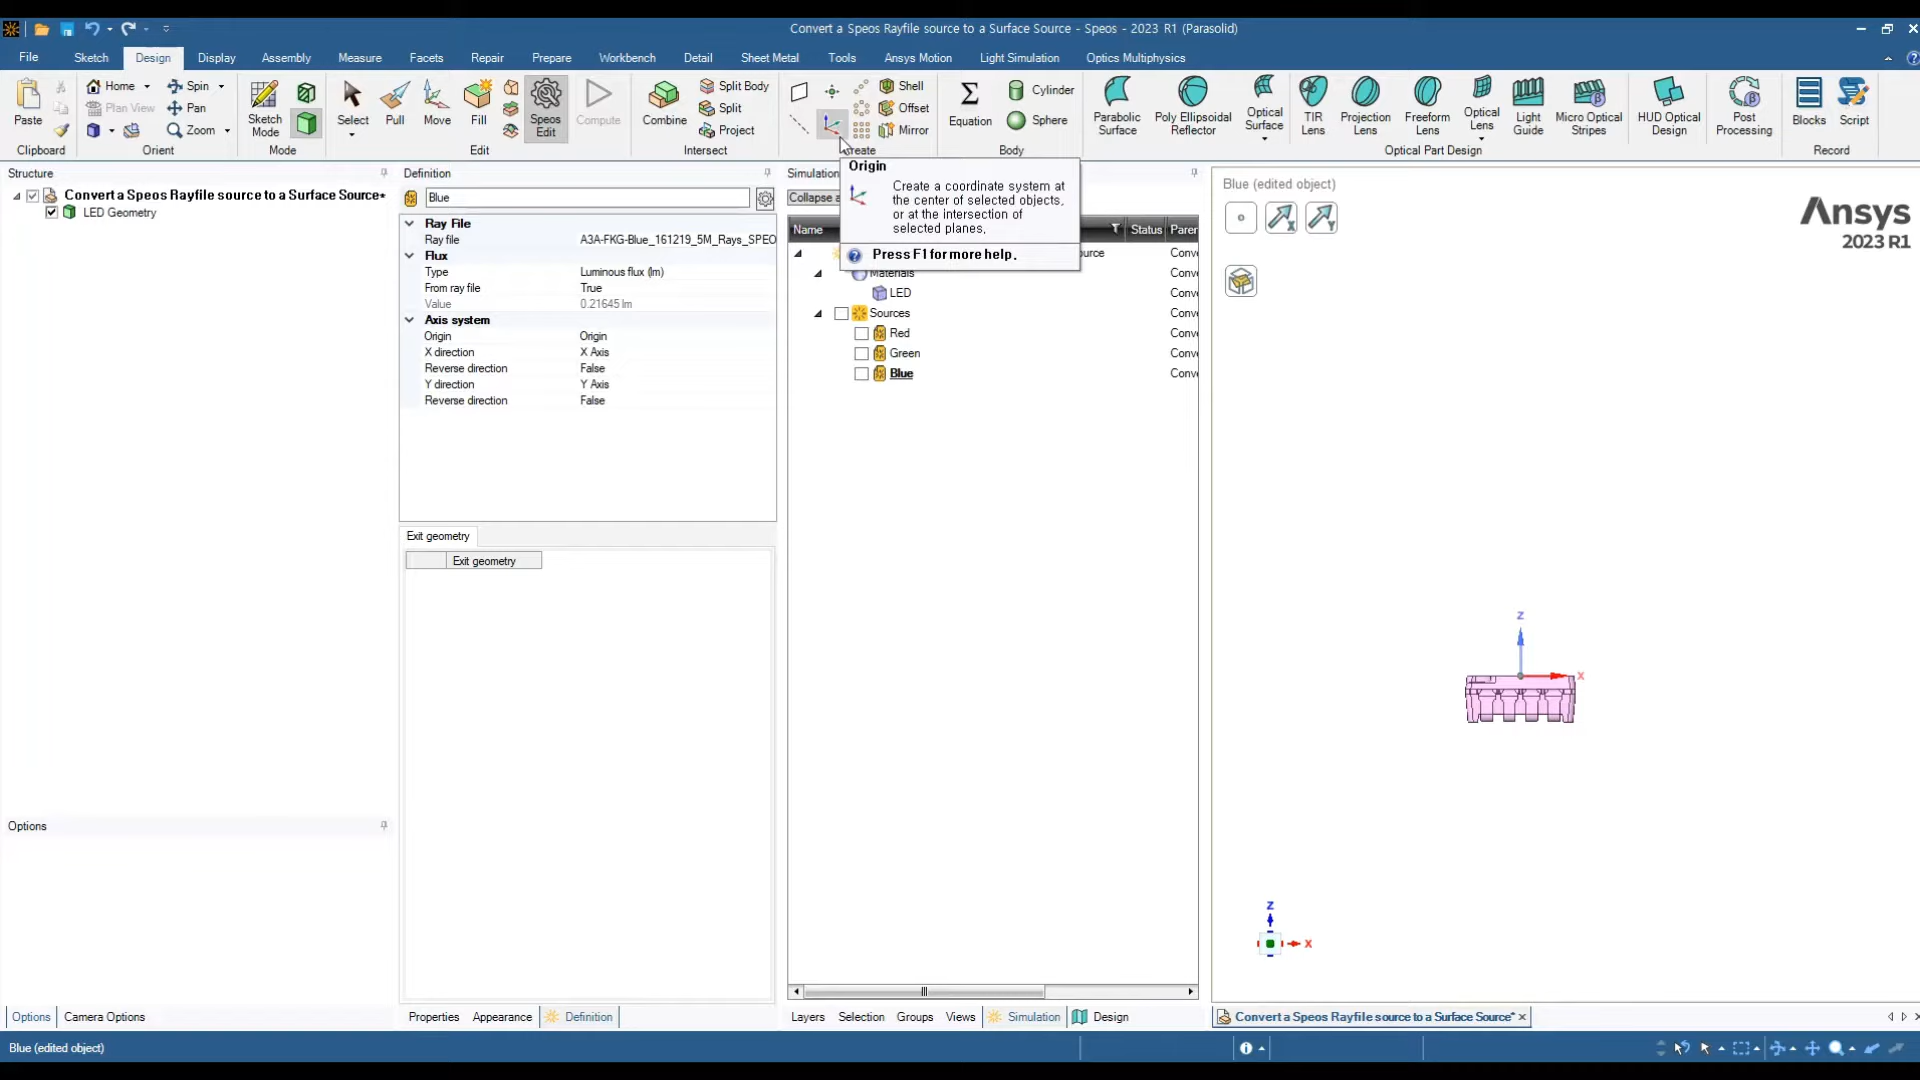 Convert a Speos Rayfile source to a Surface Source - Speos - 2023 R1 (Parasolid)
File Sketch Design Display Assembly Measure Facets Repair Prepare Workbench Detail Sheet Metal Tools Ansys Motion Light Simulation Optics Multiphysics
Paste
Clipboard
Home
Plan View
Spin
Pan
Zoom
Orient
Sketch Mode
Mode
Select
Pull
Move
Fill
Speos Edit
Compute
Edit
Combine
Split Body
Split
Project
Intersect
Shell
Offset
Mirror
Create
Equation
Cylinder
Sphere
Body
Parabolic Surface
Poly Ellipsoidal Reflector
Optical Surface
TIR Lens
Projection Lens
Freeform Lens
Optical Lens
Light Guide
Micro Optical Stripes
HUD Optical Design
Post Processing
Optical Part Design
Blocks
Script
Record
Structure
Convert a Speos Rayfile source to a Surface Source*
LED Geometry
Options
Options Camera Options
Definition
Blue
Ray File
Ray file A3A-FKG-Blue_161219_5M_Rays_SPEO
Flux
Type Luminous flux (lm)
From ray file True
Value 0.21645 lm
Axis system
Origin Origin
X direction X Axis
Reverse direction False
Y direction Y Axis
Reverse direction False
Exit geometry
Exit geometry
Properties Appearance Definition
Simulation
Collapse a
Origin
Create a coordinate system at
the center of selected objects,
or at the intersection of
selected planes.
Press F1 for more help.
Name Status Parer
ource Conve
Materials Conve
LED Conve
Sources Conve
Red Conve
Green Conve
Blue Conve
Layers Selection Groups Views Simulation Design
Blue (edited object)
X
Y
Ansys
2023 R1
Z
X
Z
X
Convert a Speos Rayfile source to a Surface Source*
Blue (edited object)